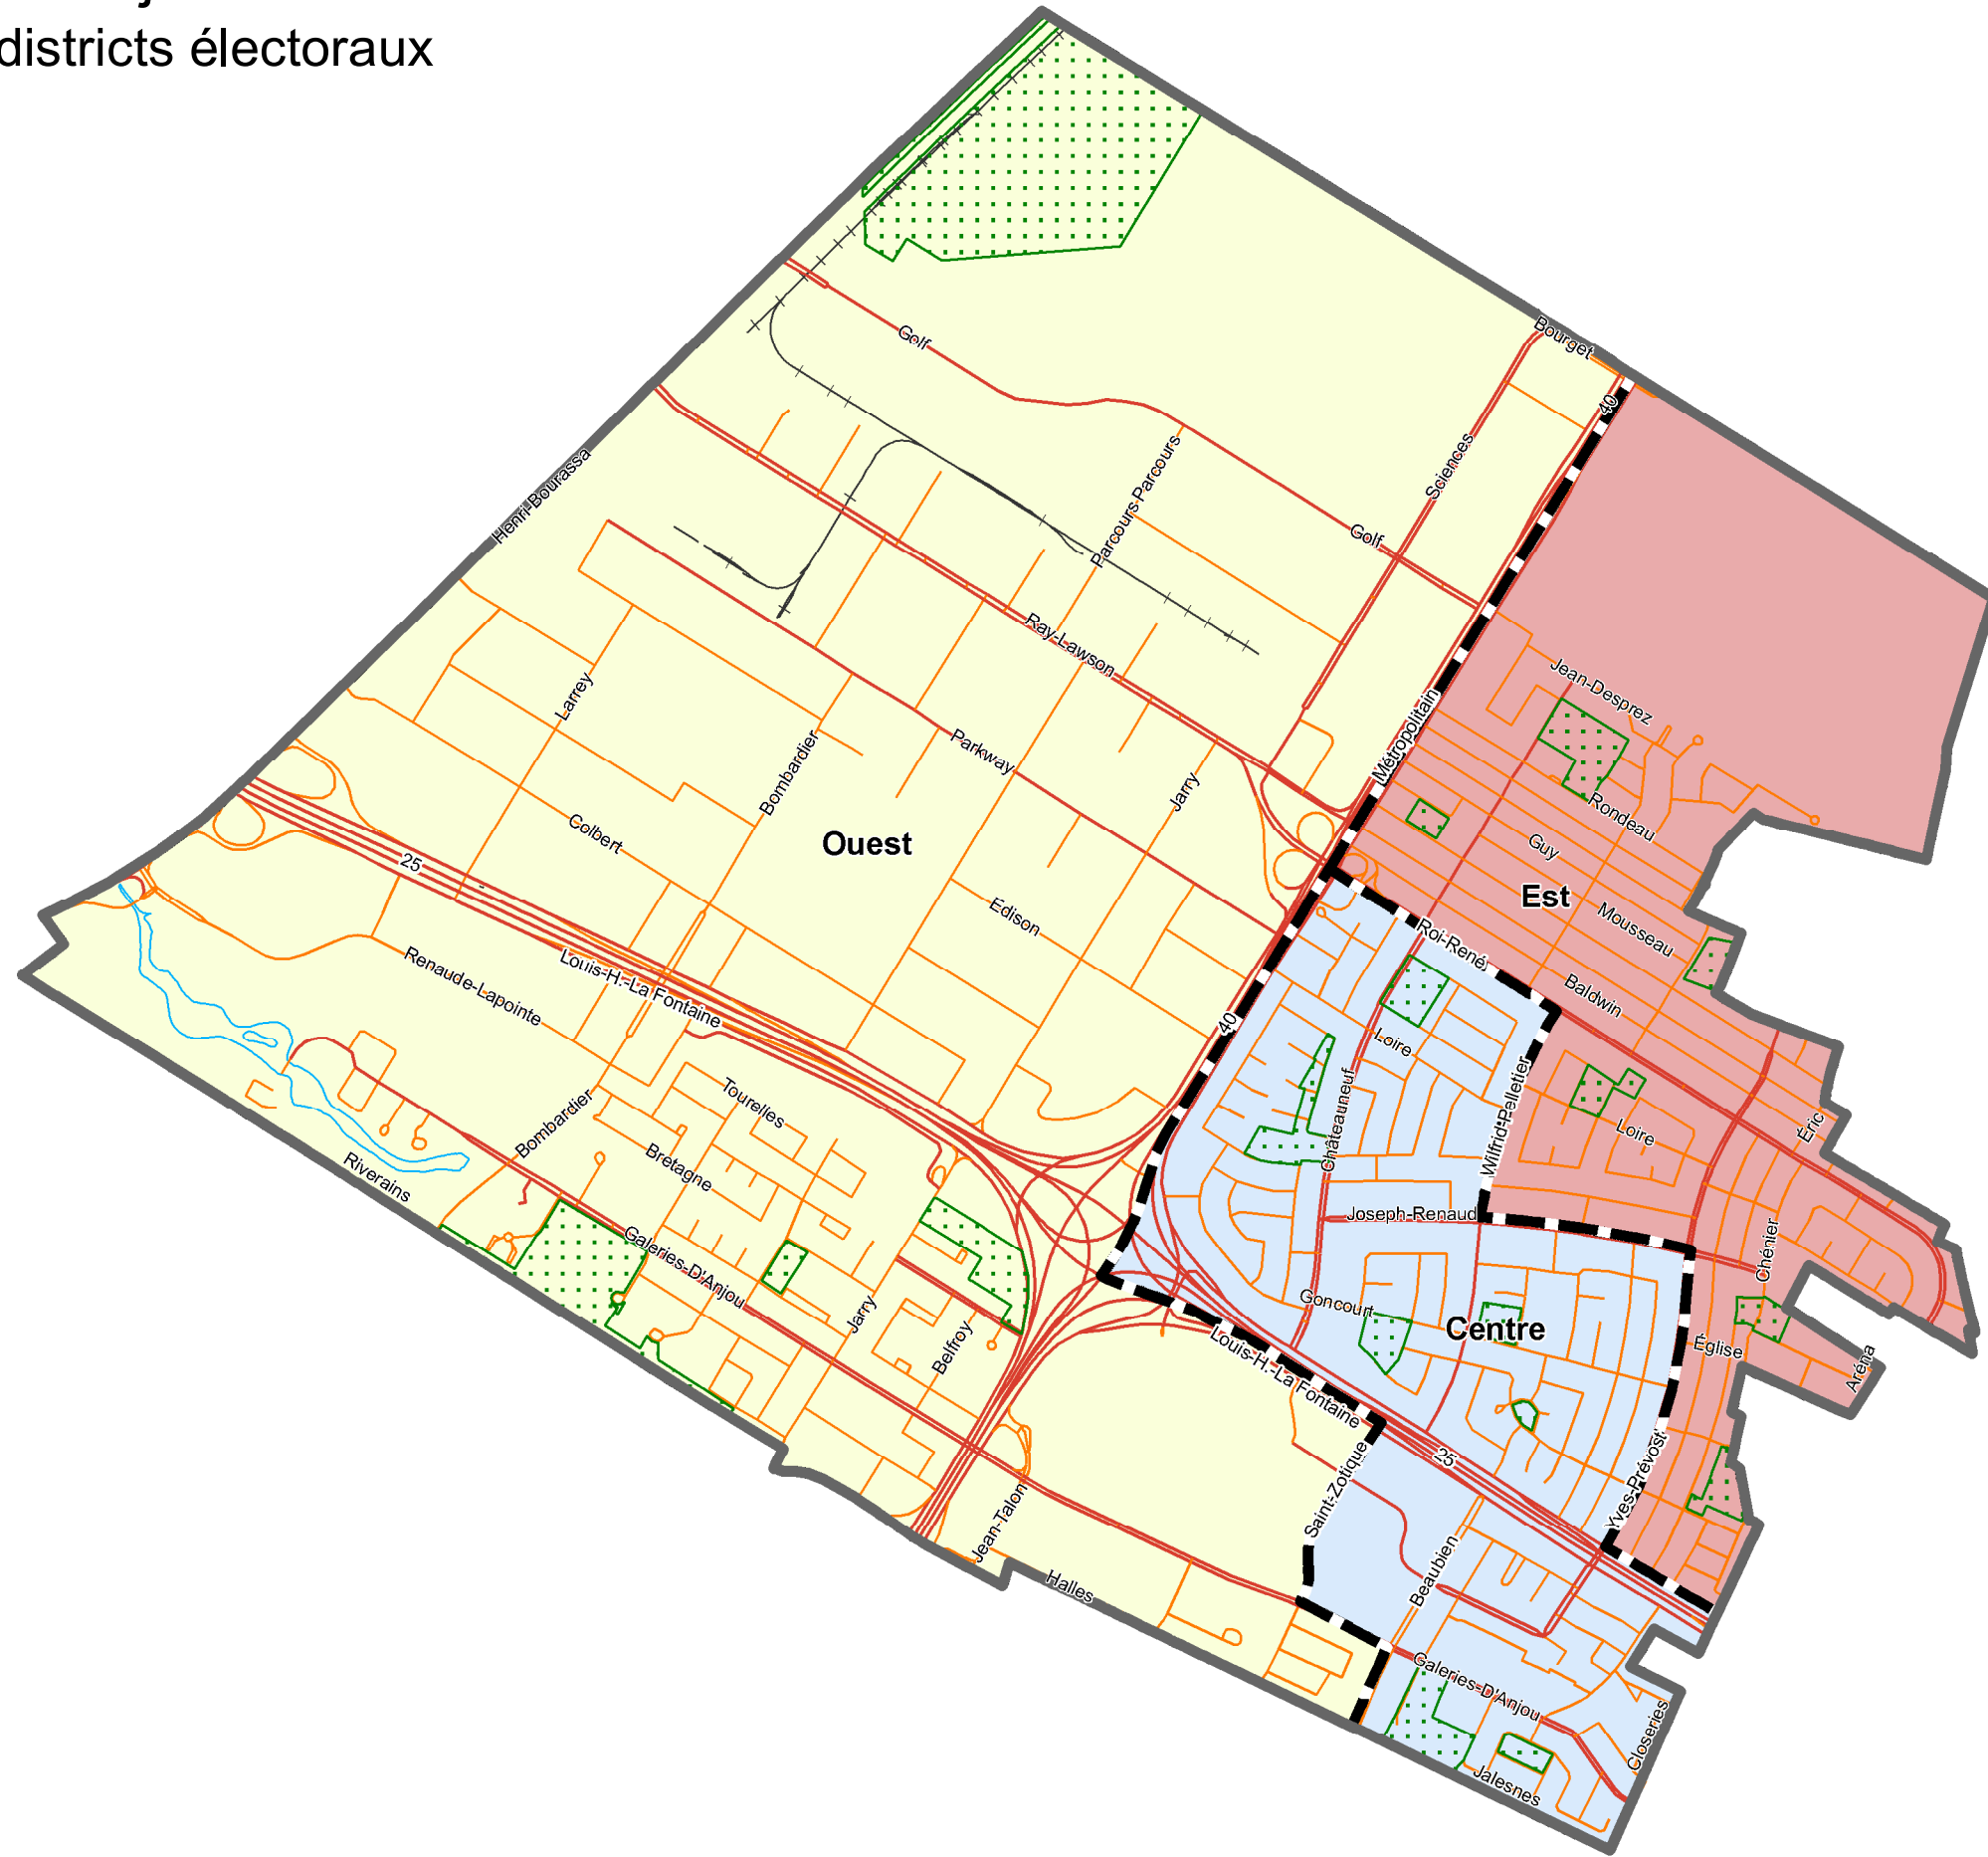 districts électoraux
Bourget
Golf
40
Sciences
Parcours
Parcours
Henri-Bourassa
Golf
Ray-Lawson
Jean-Desprez
Larrey
Métropolitain
Parkway
Bombardier
Jarry
Rondeau
Colbert
Ouest
Guy
25
Est
Edison
Mousseau
Roi-René
Renaude-Lapointe
Louis-H.-La Fontaine
Baldwin
40
Loire
Tourelles
Châteauneuf
Wilfrid-Pelletier
Bombardier
Loire
Éric
Bretagne
Riverains
Joseph-Renaud
Chénier
Galeries-D'Anjou
Goncourt
Jarry
Centre
Belfroy
Louis-H.-La Fontaine
Église
Aréna
25
Saint-Zotique
Yves-Prévost
Jean-Talon
Beaubien
Halles
Galeries-D'Anjou
Closeries
Jalesnes